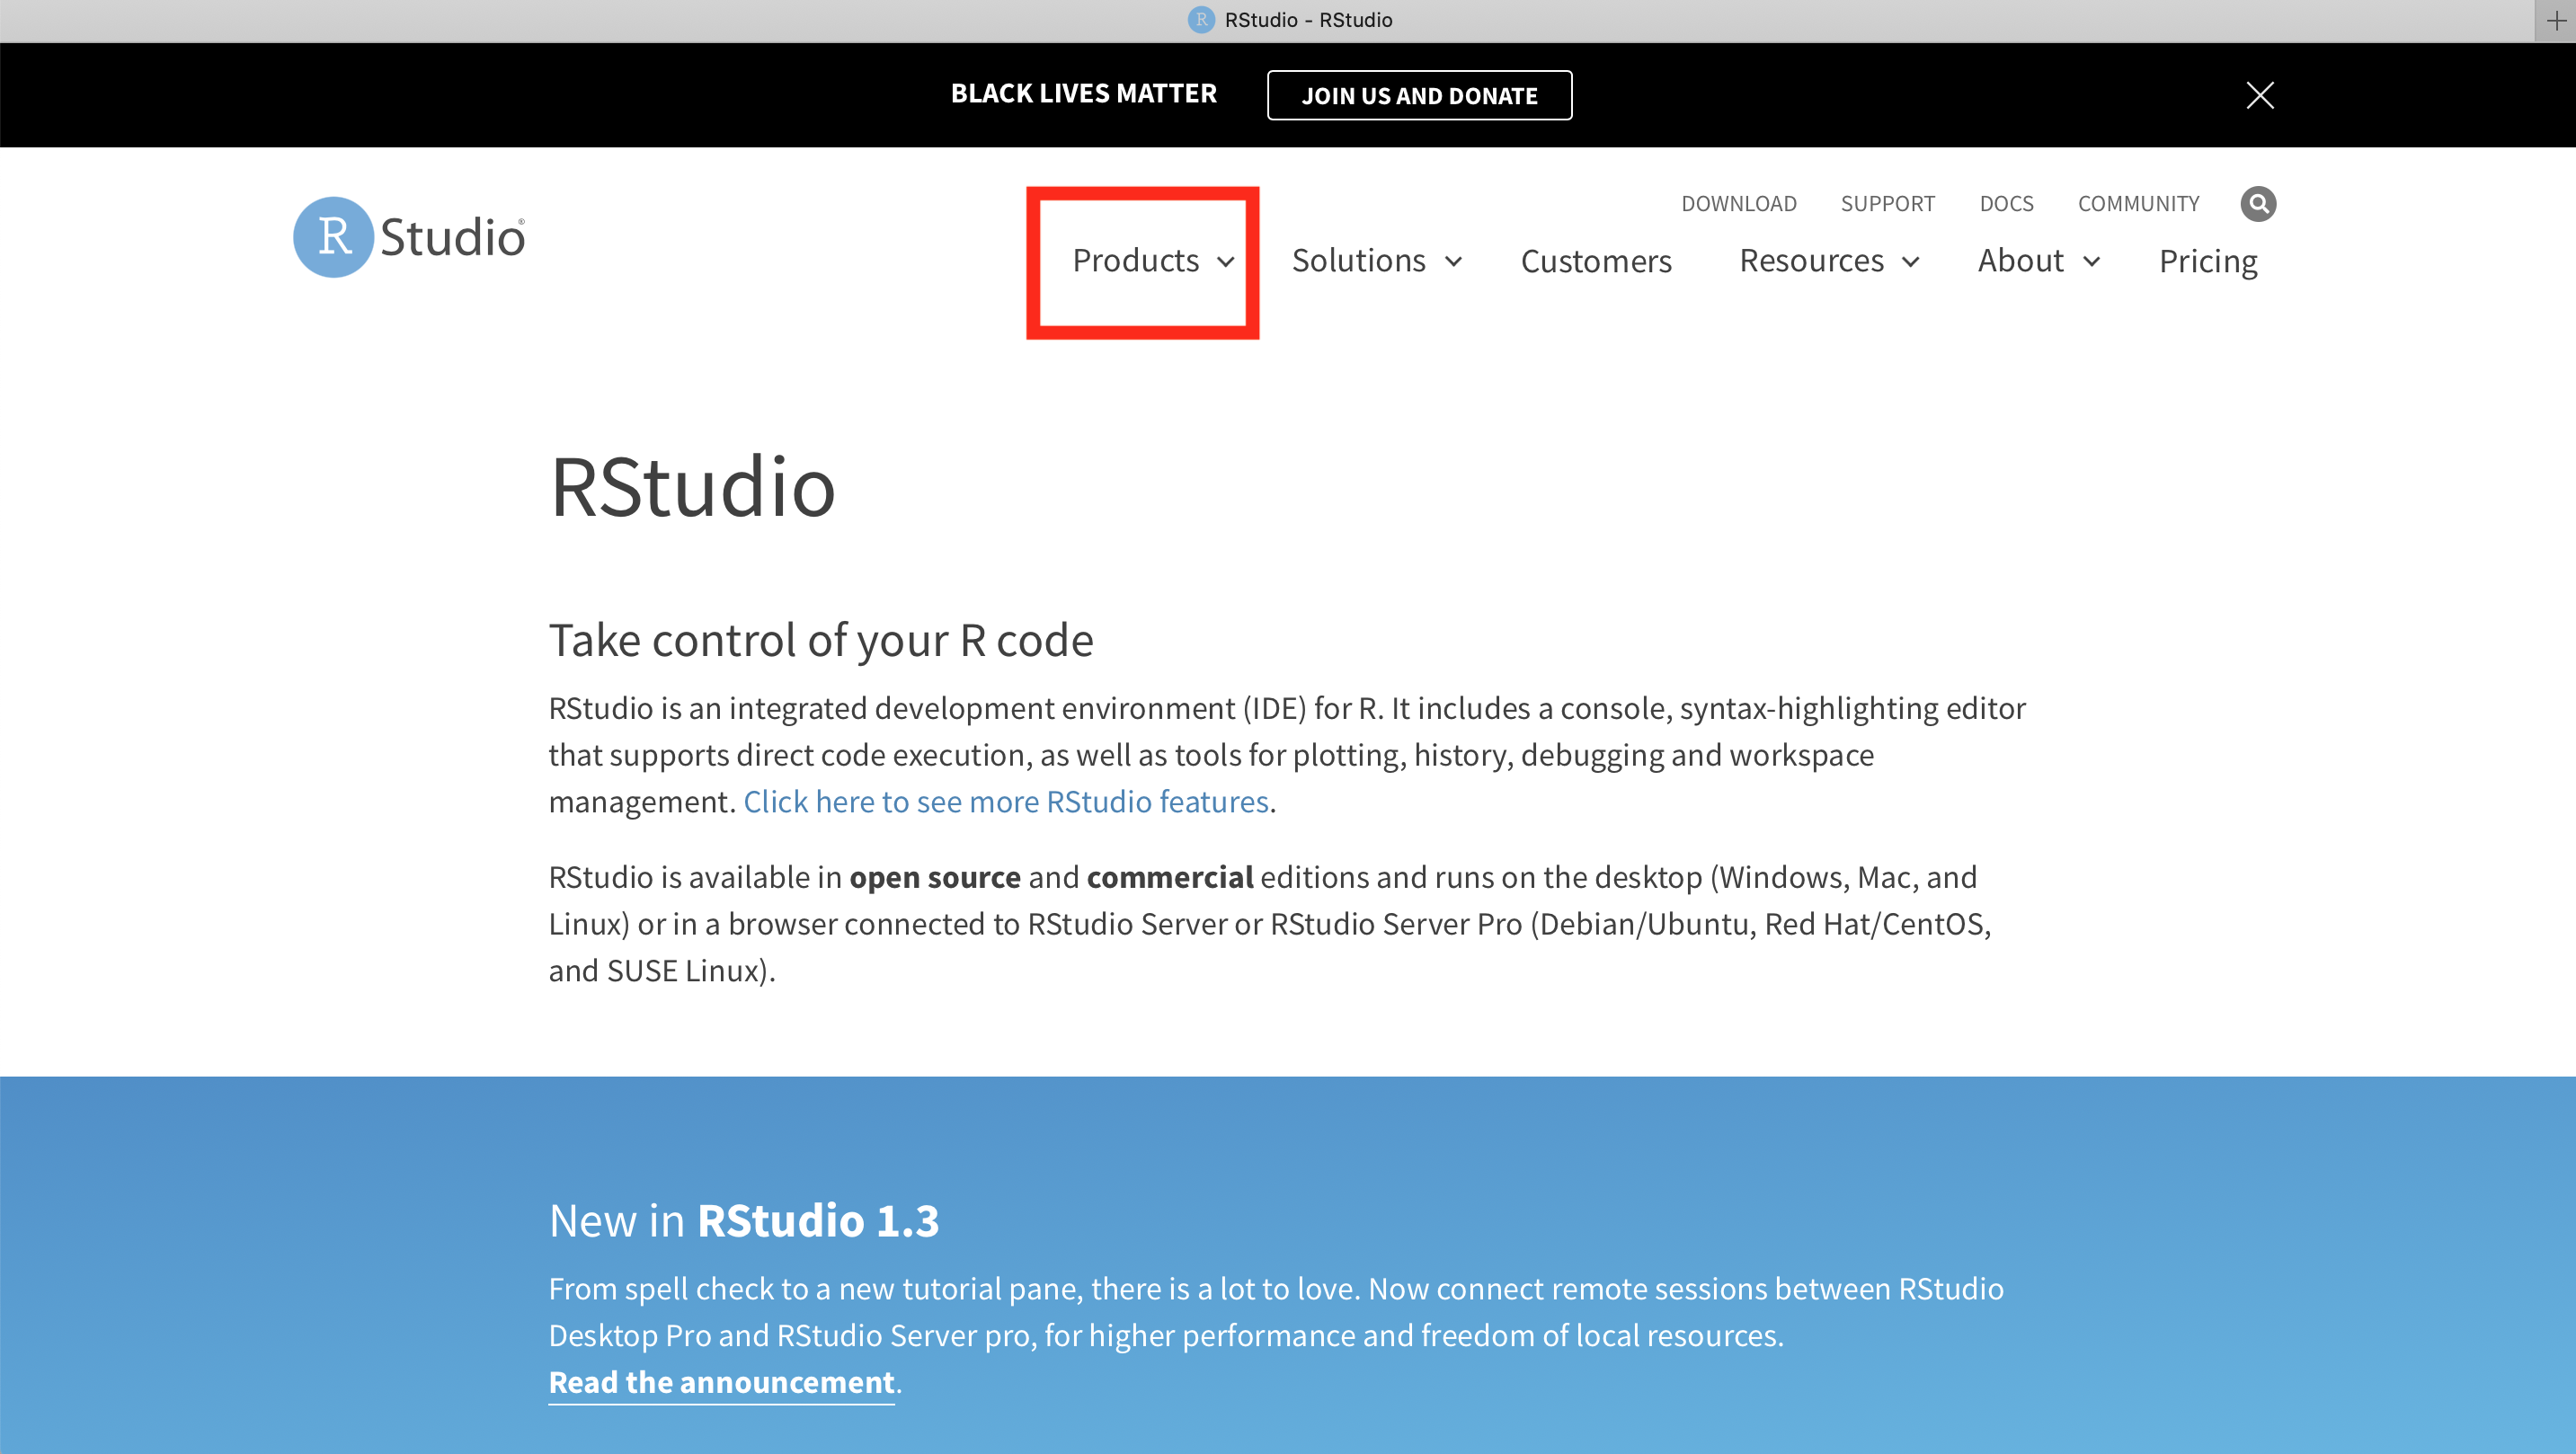 R RStudio - RStudio
BLACK LIVES MATTER JOIN US AND DONATE
R Studio®
DOWNLOAD SUPPORT DOCS COMMUNITY
Products Solutions Customers Resources About Pricing
RStudio
Take control of your R code
RStudio is an integrated development environment (IDE) for R. It includes a console, syntax-highlighting editor
that supports direct code execution, as well as tools for plotting, history, debugging and workspace
management. Click here to see more RStudio features.
RStudio is available in open source and commercial editions and runs on the desktop (Windows, Mac, and
Linux) or in a browser connected to RStudio Server or RStudio Server Pro (Debian/Ubuntu, Red Hat/CentOS,
and SUSE Linux).
New in RStudio 1.3
From spell check to a new tutorial pane, there is a lot to love. Now connect remote sessions between RStudio
Desktop Pro and RStudio Server pro, for higher performance and freedom of local resources.
Read the announcement.